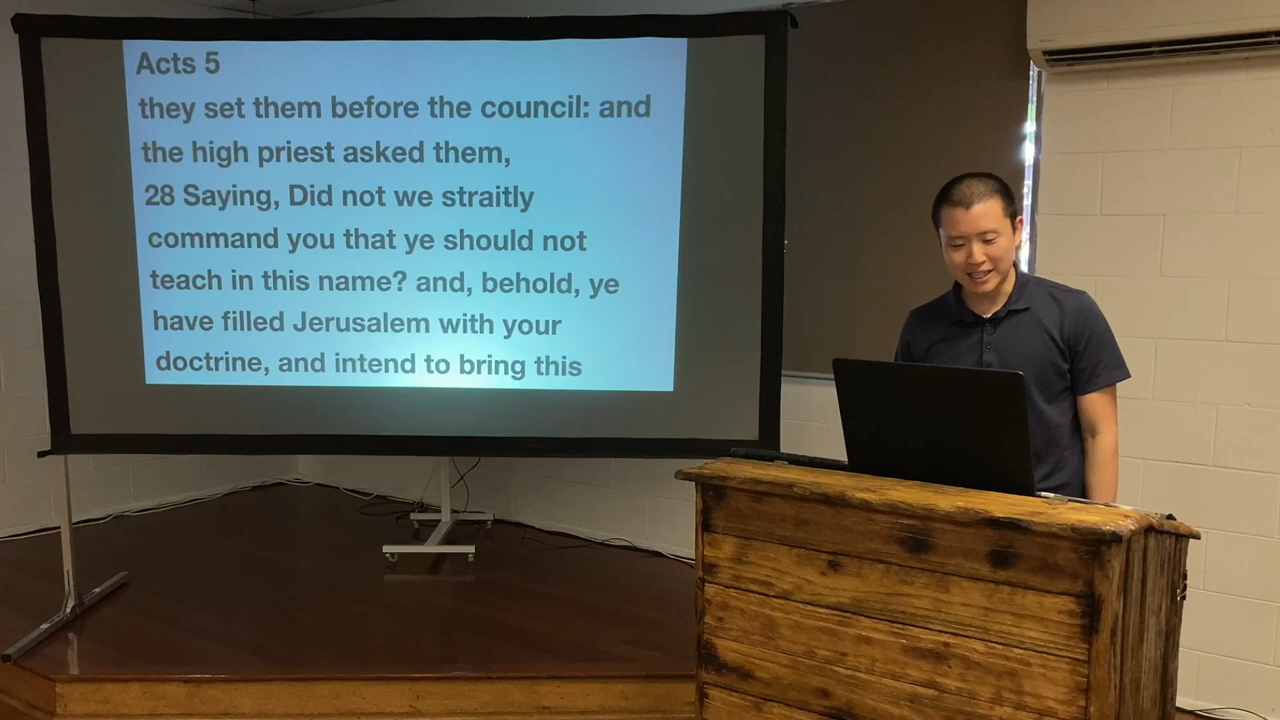 Acts 5
they set them before the council: and
the high priest asked them,
28 Saying, Did not we straitly
command you that ye should not
teach in this name? and, behold, ye
have filled Jerusalem with your
doctrine, and intend to bring this